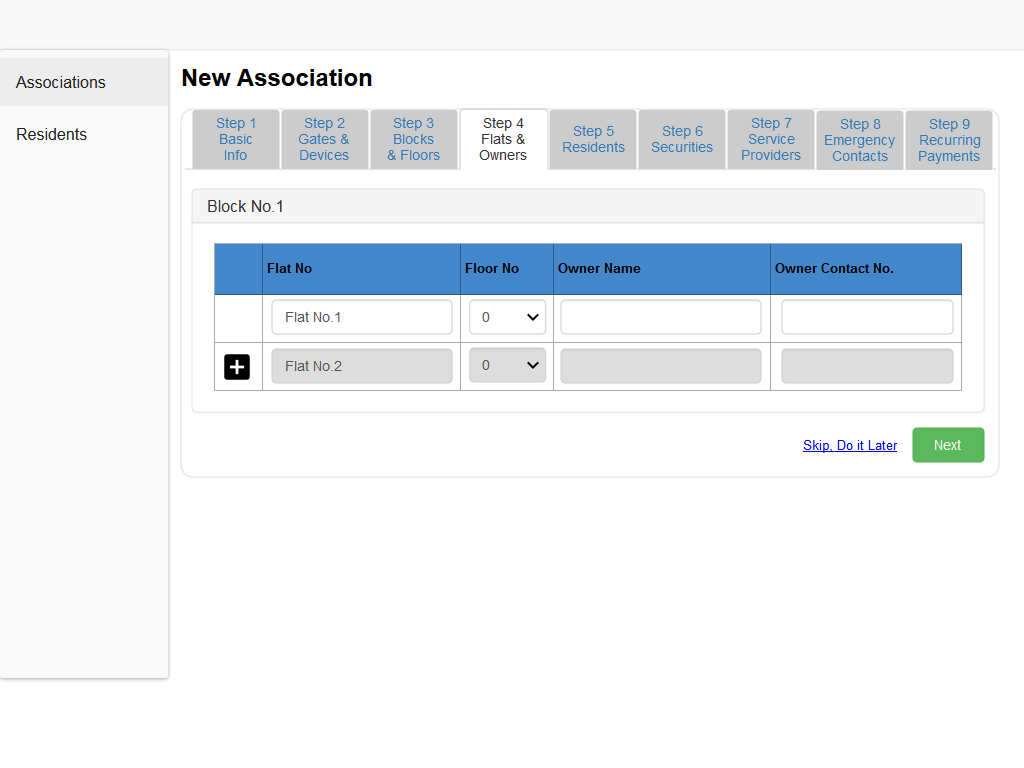 New Association
Associations
Residents
Step 1
Basic
Info
Step 2
Gates &
Devices
Step 3
Blocks
& Floors
Step 4
Flats &
Owners
Step 5
Residents
Step 6
Securities
Step 7
Service
Providers
Step 8
Emergency
Contacts
Step 9
Recurring
Payments
Block No.1
Flat No Floor No Owner Name Owner Contact No.
Flat No.1 0
Flat No.2 0
Skip, Do it Later Next